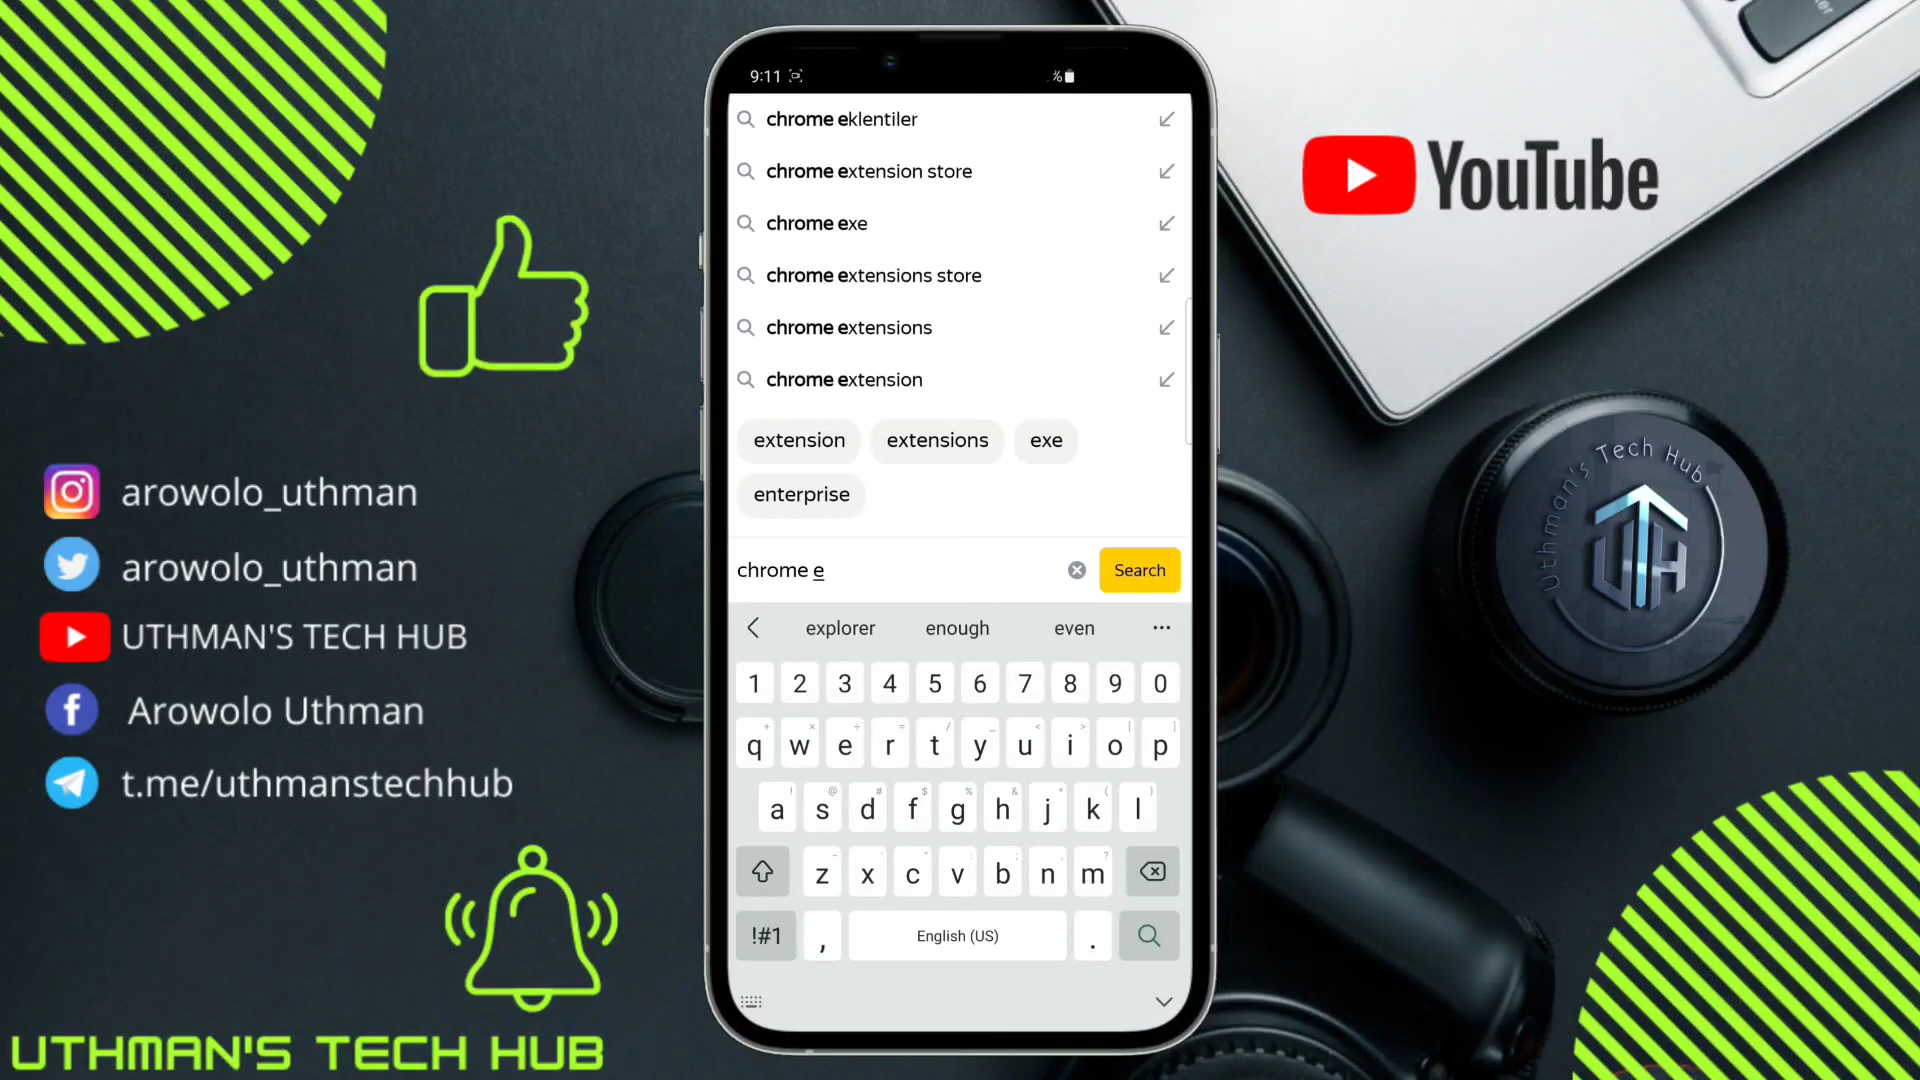 9:11
%
chrome eklentiler
chrome extension store
chrome exe
chrome extensions store
chrome extensions
chrome extension
extension extensions exe
enterprise
chrome e
Search
explorer enough even ...
1 2 3 4 5 6 7 8 9 0
q w e r t y u i o p
a s d f g h j k l
z x c v b n m
!#1 , English (US) .
YouTube
Uthman's Tech Hub
UTH
arowolo_uthman
arowolo_uthman
UTHMAN'S TECH HUB
Arowolo Uthman
t.me/uthmanstechhub
UTHMAN'S TECH HUB